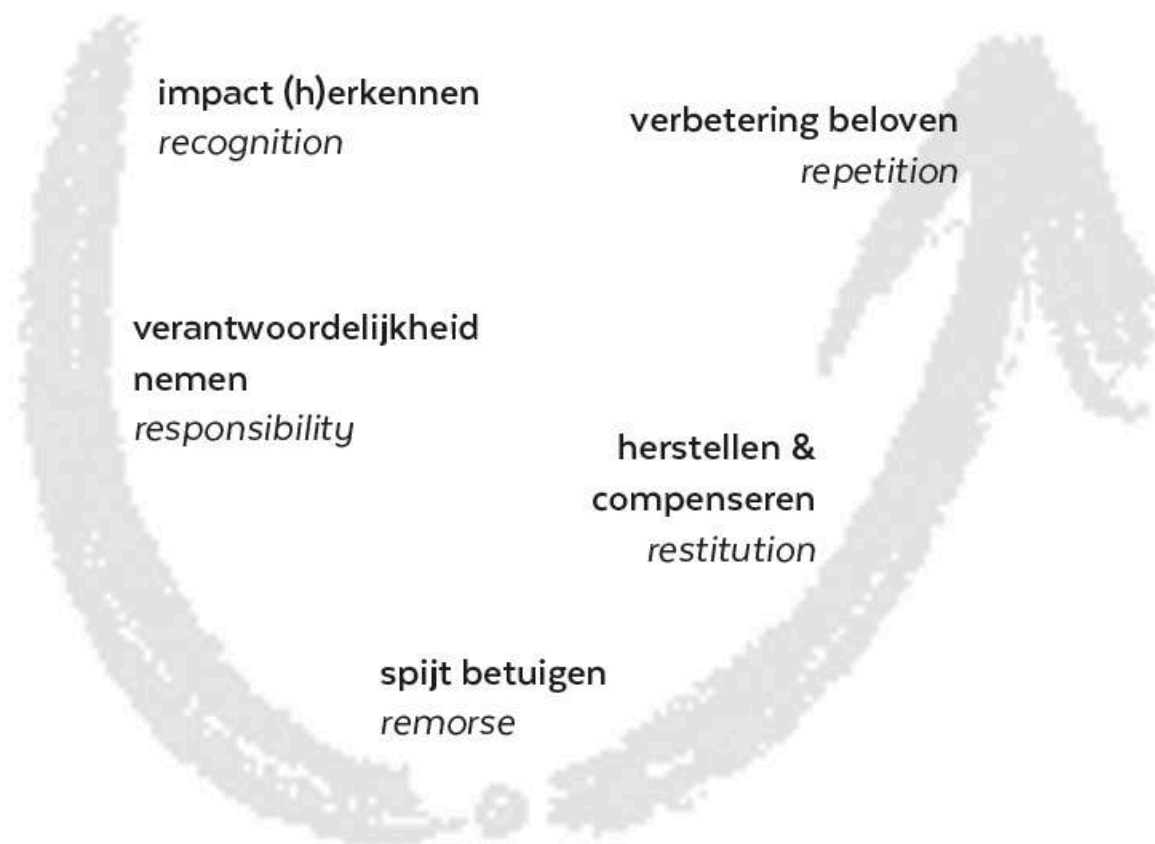 impact (h)erkennen
recognition
verantwoordelijkheid
nemen
responsibility
spijt betuigen
remorse
herstellen &
compenseren
restitution
verbetering beloven
repetition